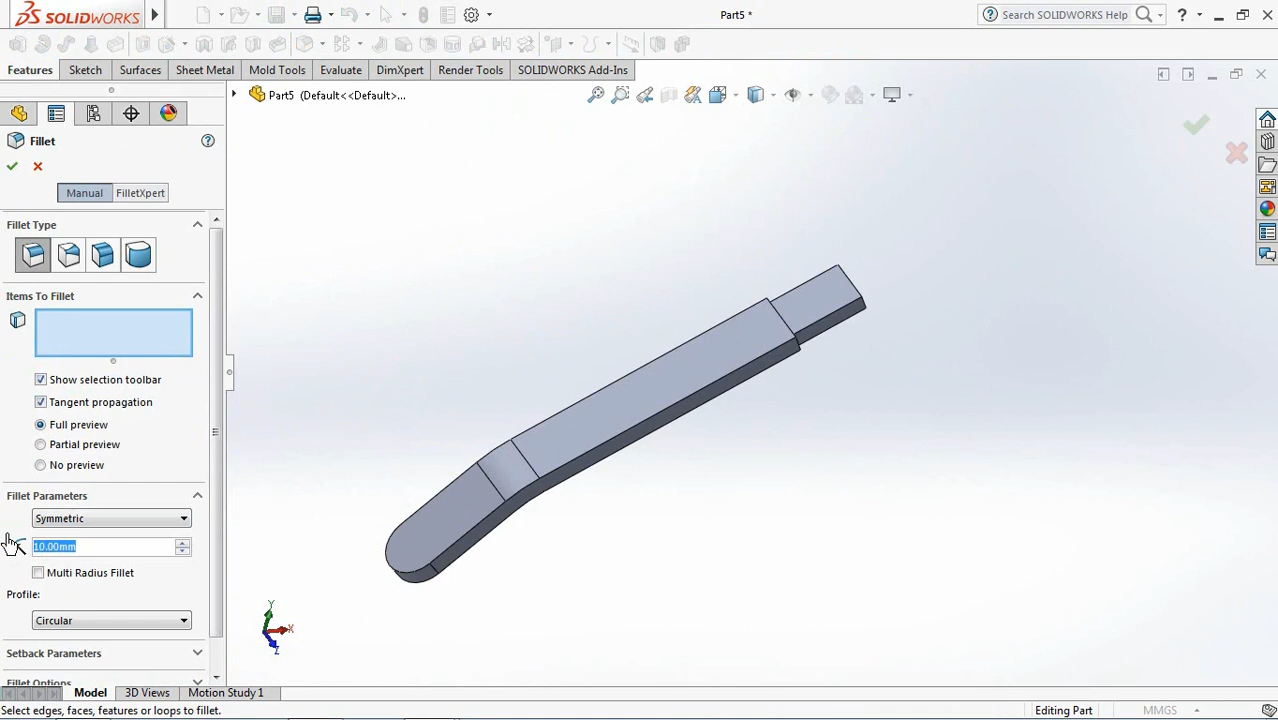 SOLIDWORKS
Part5 *
Search SOLIDWORKS Help
?
Features
Sketch
Surfaces
Sheet Metal
Mold Tools
Evaluate
DimXpert
Render Tools
SOLIDWORKS Add-Ins
Part5 (Default<<Default>...
Fillet
?
Manual
FilletXpert
Fillet Type
Items To Fillet
Show selection toolbar
Tangent propagation
Full preview
Partial preview
No preview
Fillet Parameters
Symmetric
10.00mm
Multi Radius Fillet
Profile:
Circular
Setback Parameters
Fillet Options
Y
X
Z
Model
3D Views
Motion Study 1
Select edges, faces, features or loops to fillet.
Editing Part
MMGS